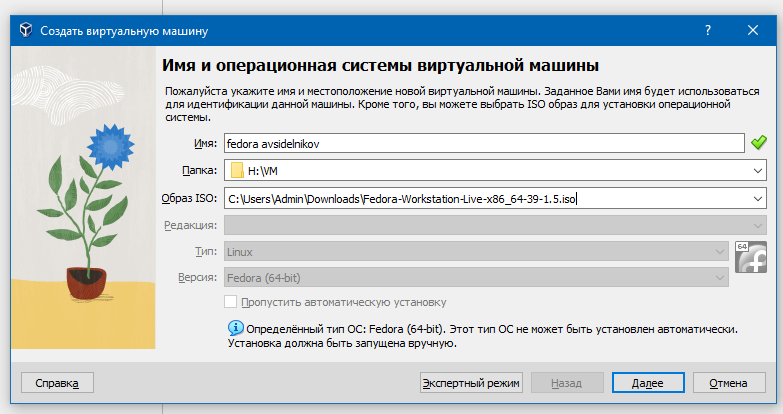 Создать виртуальную машину
?
Имя и операционная системы виртуальной машины
Пожалуйста укажите имя и местоположение новой виртуальной машины. Заданное Вами имя будет использоваться
для идентификации данной машины. Кроме того, вы можете выбрать ISO образ для установки операционной
системы.
Имя: fedora avsidelnikov
Папка: H:\VM
Образ ISO: C:\Users\Admin\Downloads\Fedora-Workstation-Live-x86_64-39-1.5.iso
Редакция:
Тип: Linux
64
Версия: Fedora (64-bit)
Пропустить автоматическую установку
Определённый тип ОС: Fedora (64-bit). Этот тип ОС не может быть установлен автоматически.
Установка должна быть запущена вручную.
Справка Экспертный режим Назад Далее Отмена